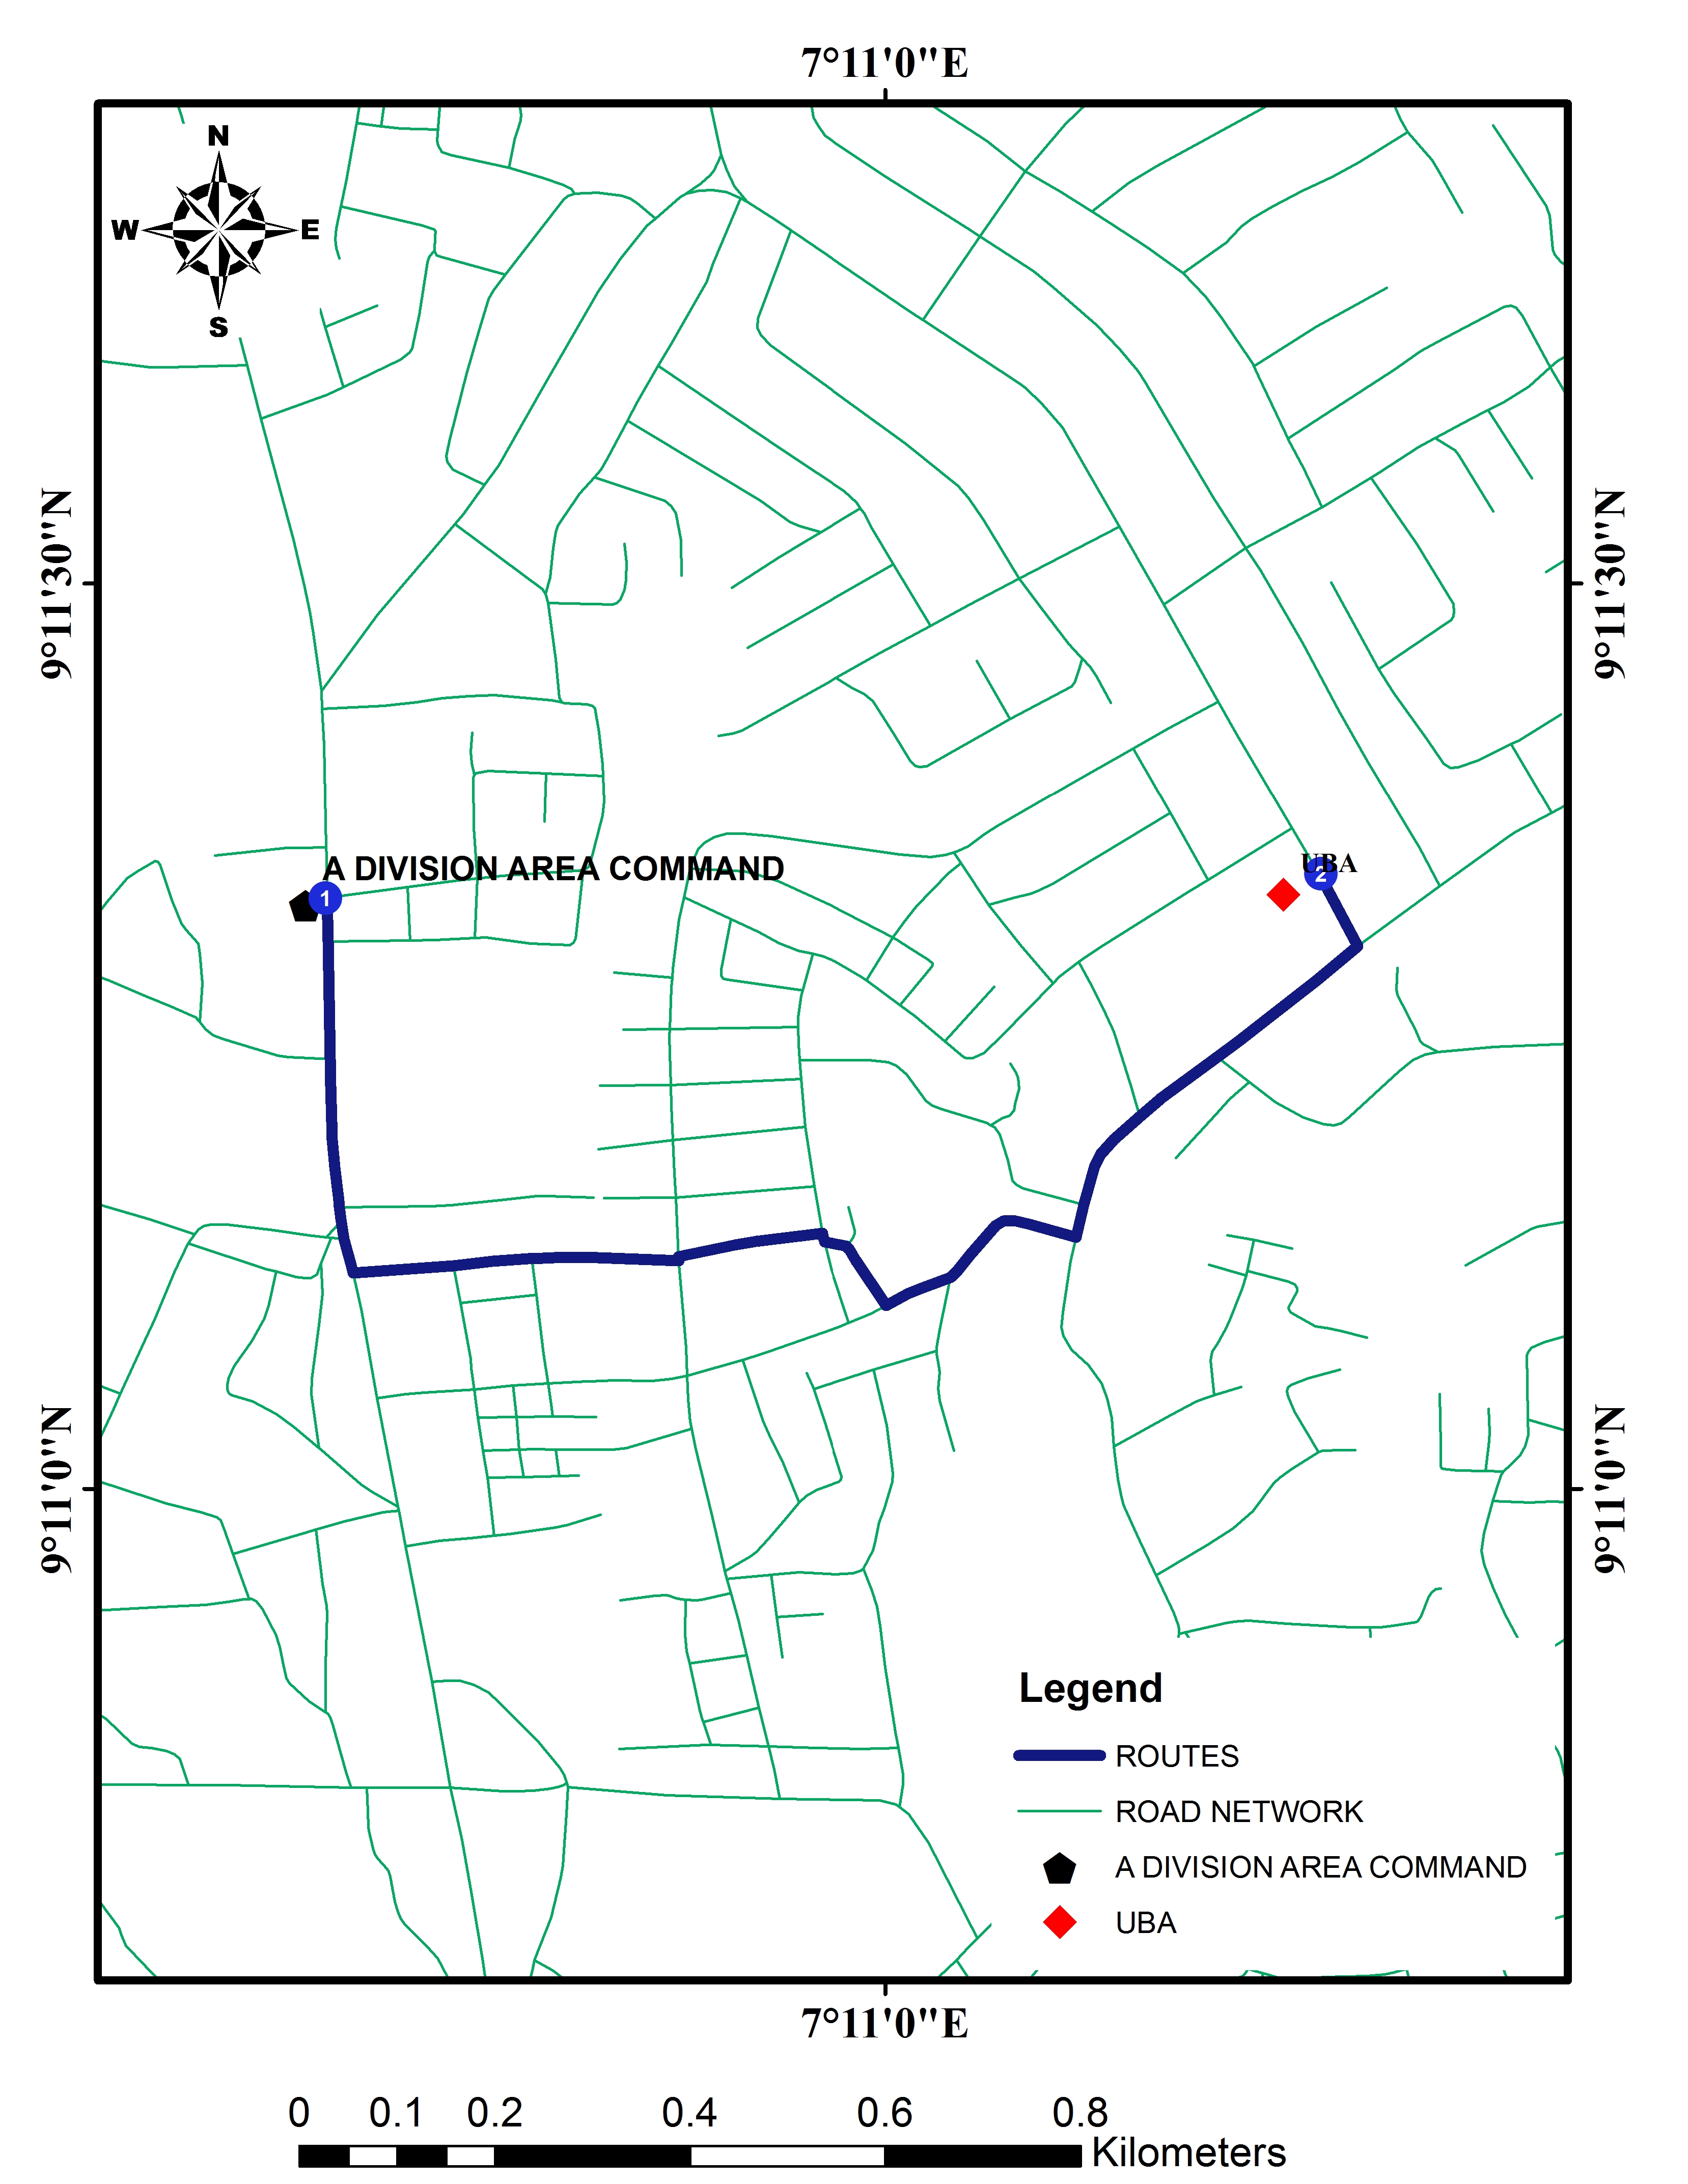 7°11'0"E
N
W E
S
9°11'30"N
9°11'30"N
A DIVISION AREA COMMAND
1
UBA
2
9°11'0"N
9°11'0"N
Legend
ROUTES
ROAD NETWORK
A DIVISION AREA COMMAND
UBA
7°11'0"E
0 0.1 0.2 0.4 0.6 0.8
Kilometers